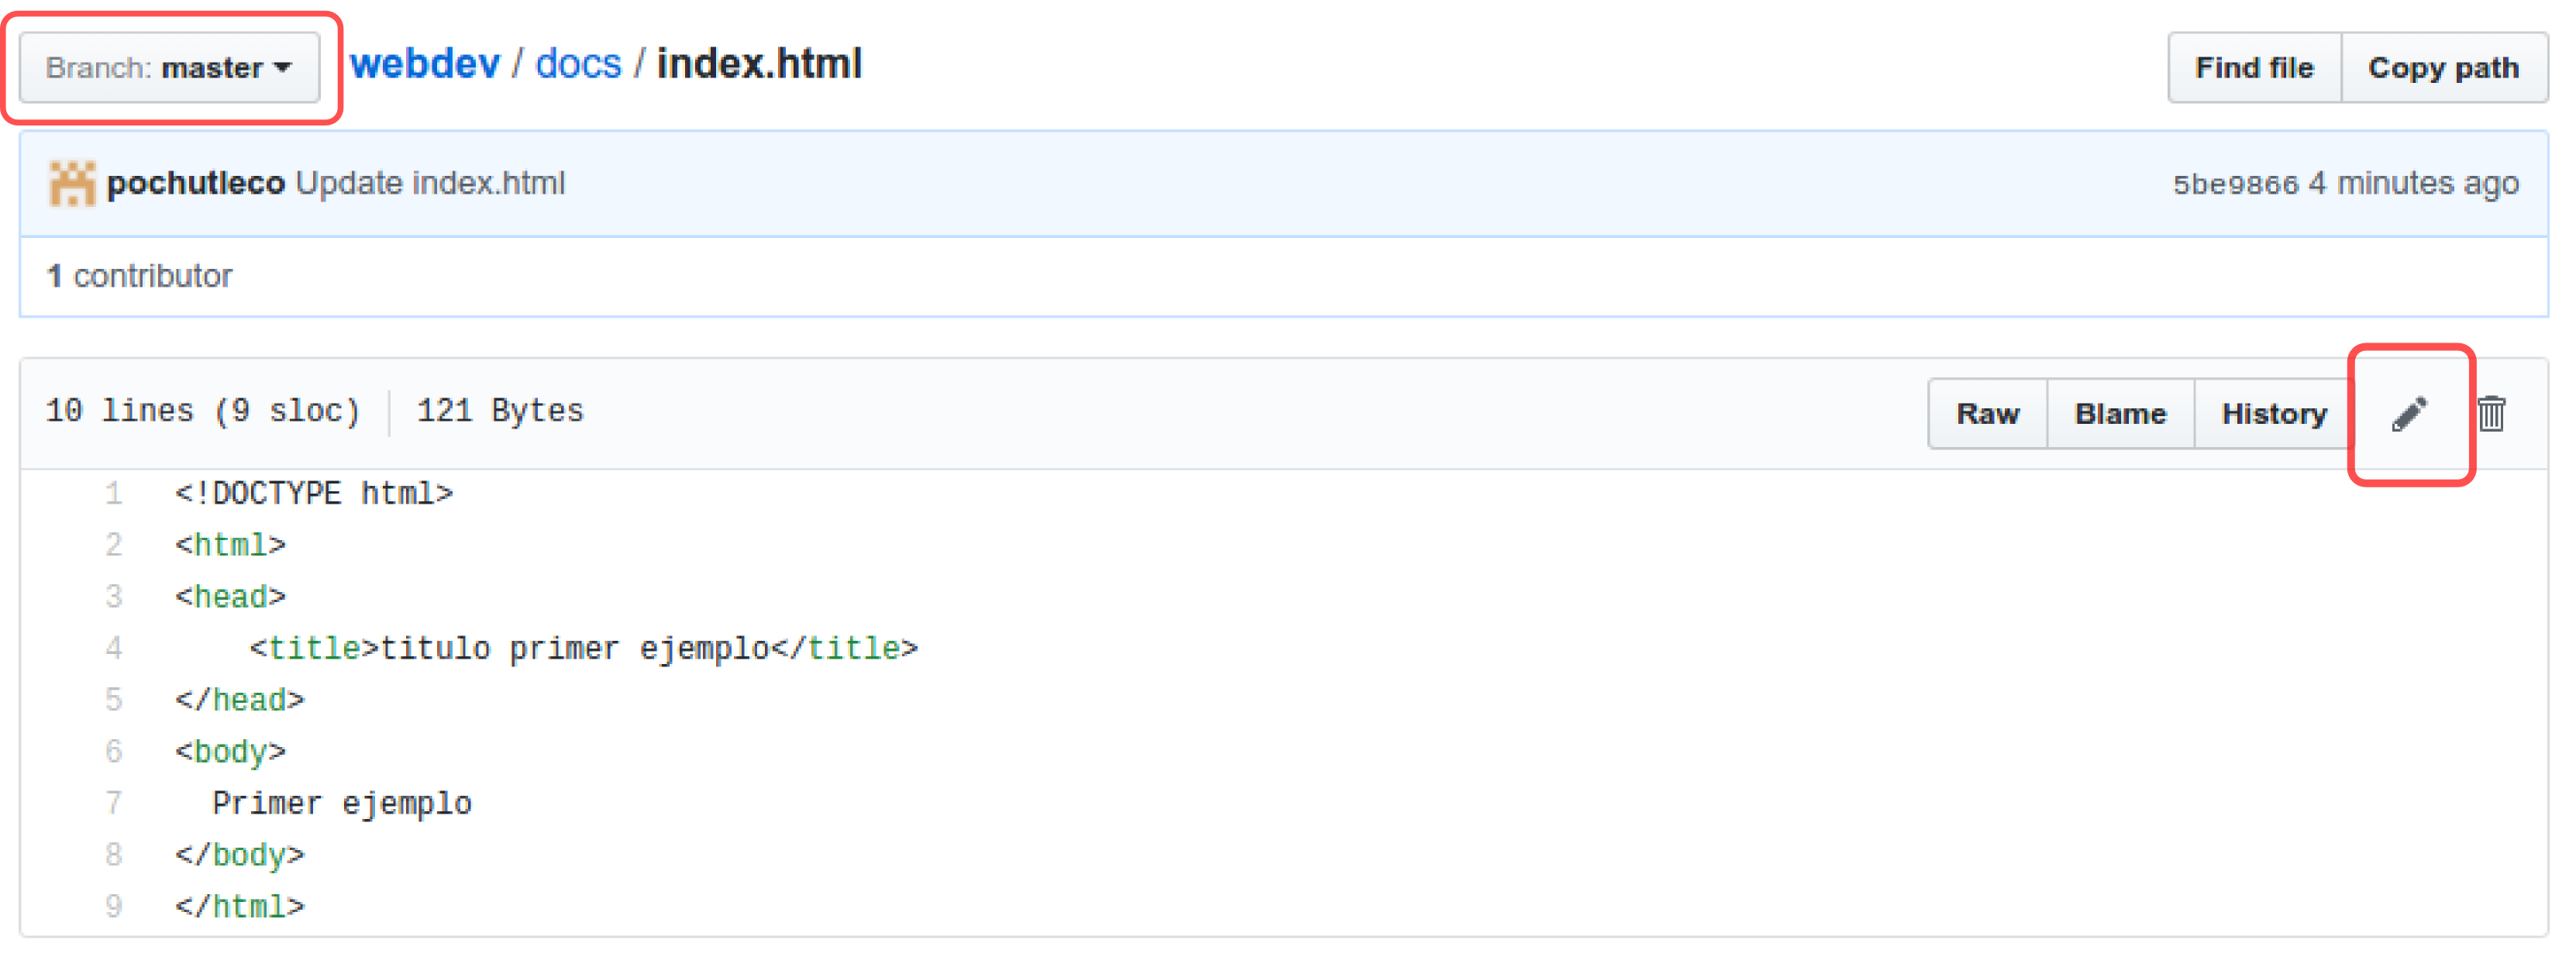 Branch: master webdev / docs / index.html Find file Copy path
pochutleco Update index.html 5be9866 4 minutes ago
1 contributor
10 lines (9 sloc) 121 Bytes Raw Blame History
1 <!DOCTYPE html>
2 <html>
3 <head>
4     <title>titulo primer ejemplo</title>
5 </head>
6 <body>
7   Primer ejemplo
8 </body>
9 </html>